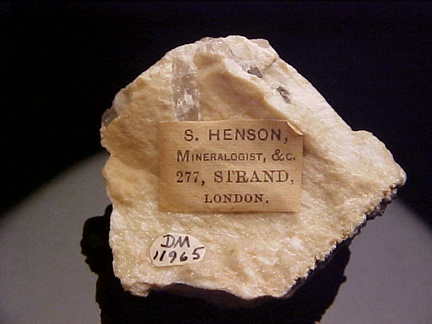 S. HENSON,
MINERALOGIST, &C.
277, STRAND,
LONDON.
DM
11965